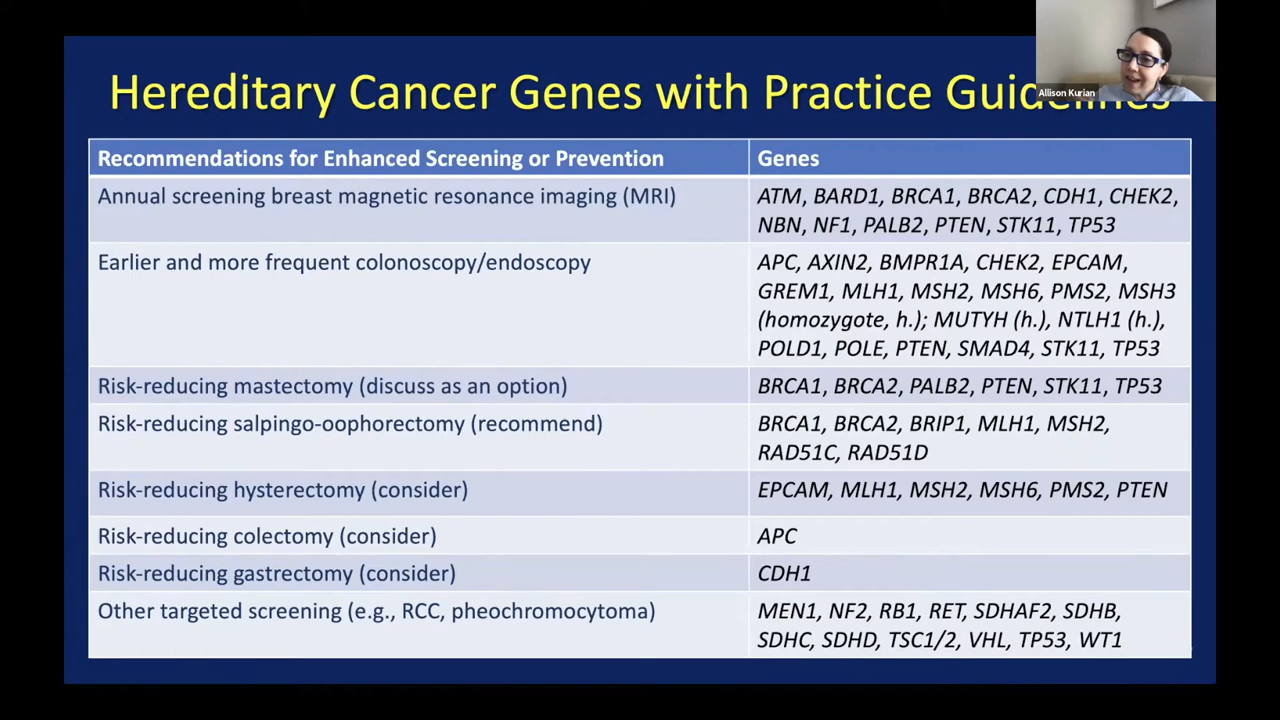 Hereditary Cancer Genes with Practice Guidelines
Allison Kurian
Recommendations for Enhanced Screening or Prevention
Genes
Annual screening breast magnetic resonance imaging (MRI)
ATM, BARD1, BRCA1, BRCA2, CDH1, CHEK2,
NBN, NF1, PALB2, PTEN, STK11, TP53
Earlier and more frequent colonoscopy/endoscopy
APC, AXIN2, BMPR1A, CHEK2, EPCAM,
GREM1, MLH1, MSH2, MSH6, PMS2, MSH3
(homozygote, h.); MUTYH (h.), NTLH1 (h.),
POLD1, POLE, PTEN, SMAD4, STK11, TP53
Risk-reducing mastectomy (discuss as an option)
BRCA1, BRCA2, PALB2, PTEN, STK11, TP53
Risk-reducing salpingo-oophorectomy (recommend)
BRCA1, BRCA2, BRIP1, MLH1, MSH2,
RAD51C, RAD51D
Risk-reducing hysterectomy (consider)
EPCAM, MLH1, MSH2, MSH6, PMS2, PTEN
Risk-reducing colectomy (consider)
APC
Risk-reducing gastrectomy (consider)
CDH1
Other targeted screening (e.g., RCC, pheochromocytoma)
MEN1, NF2, RB1, RET, SDHAF2, SDHB,
SDHC, SDHD, TSC1/2, VHL, TP53, WT1